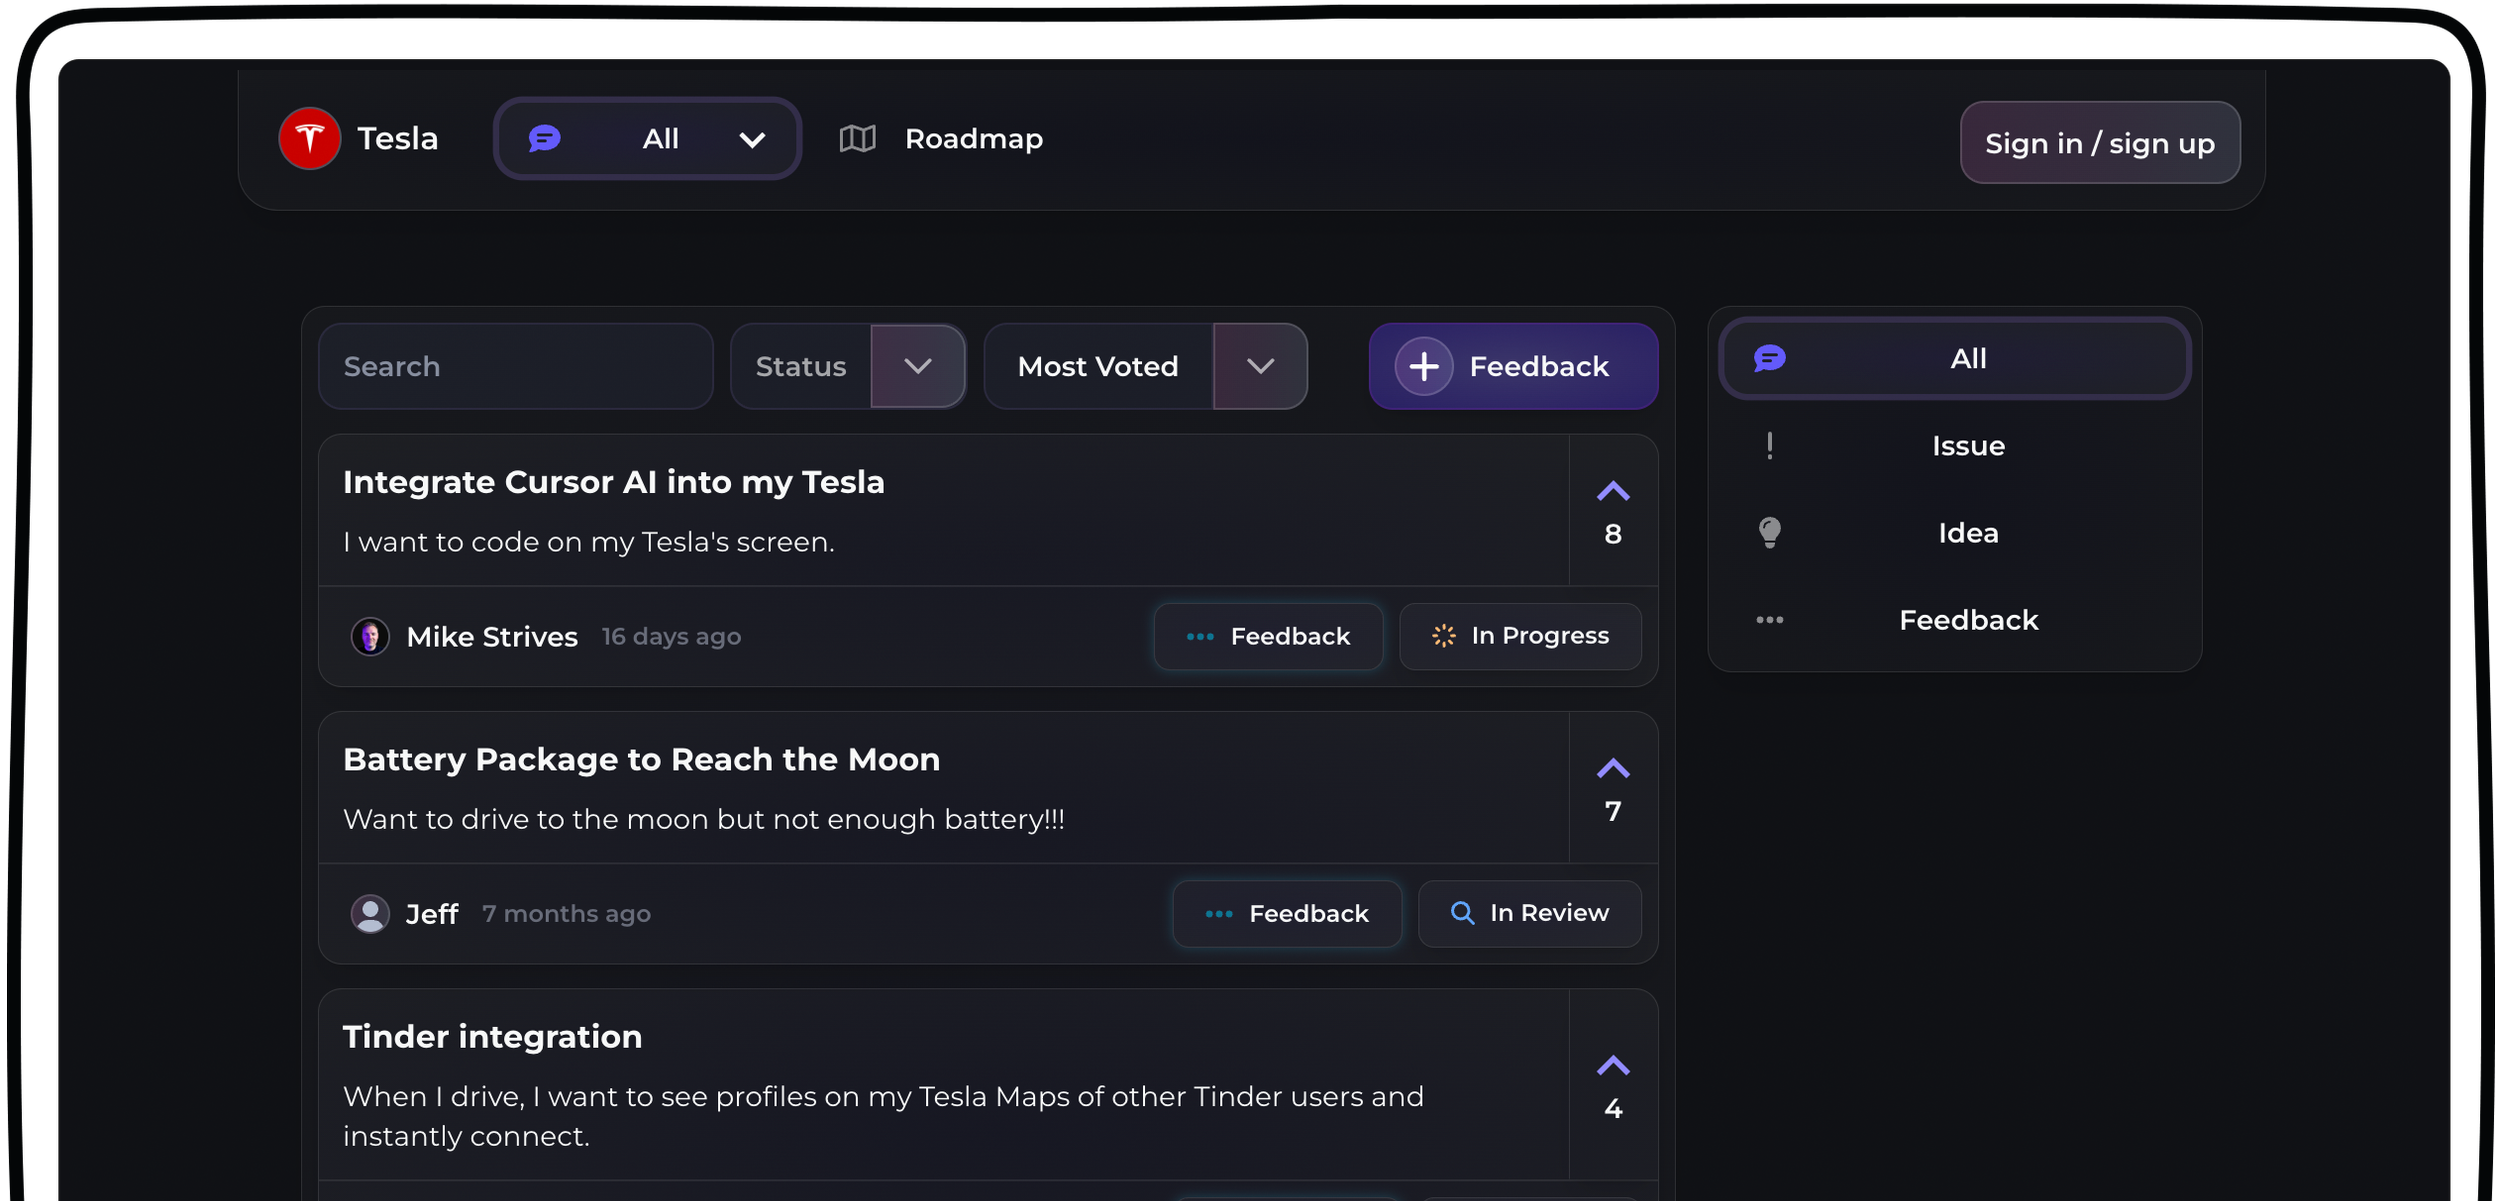 Tesla
All
Roadmap
Sign in / sign up
Search
Status
Most Voted
Feedback
Integrate Cursor AI into my Tesla
I want to code on my Tesla's screen.
8
Mike Strives 16 days ago
Feedback
In Progress
Battery Package to Reach the Moon
Want to drive to the moon but not enough battery!!!
7
Jeff 7 months ago
Feedback
In Review
Tinder integration
When I drive, I want to see profiles on my Tesla Maps of other Tinder users and
instantly connect.
4
All
Issue
Idea
Feedback